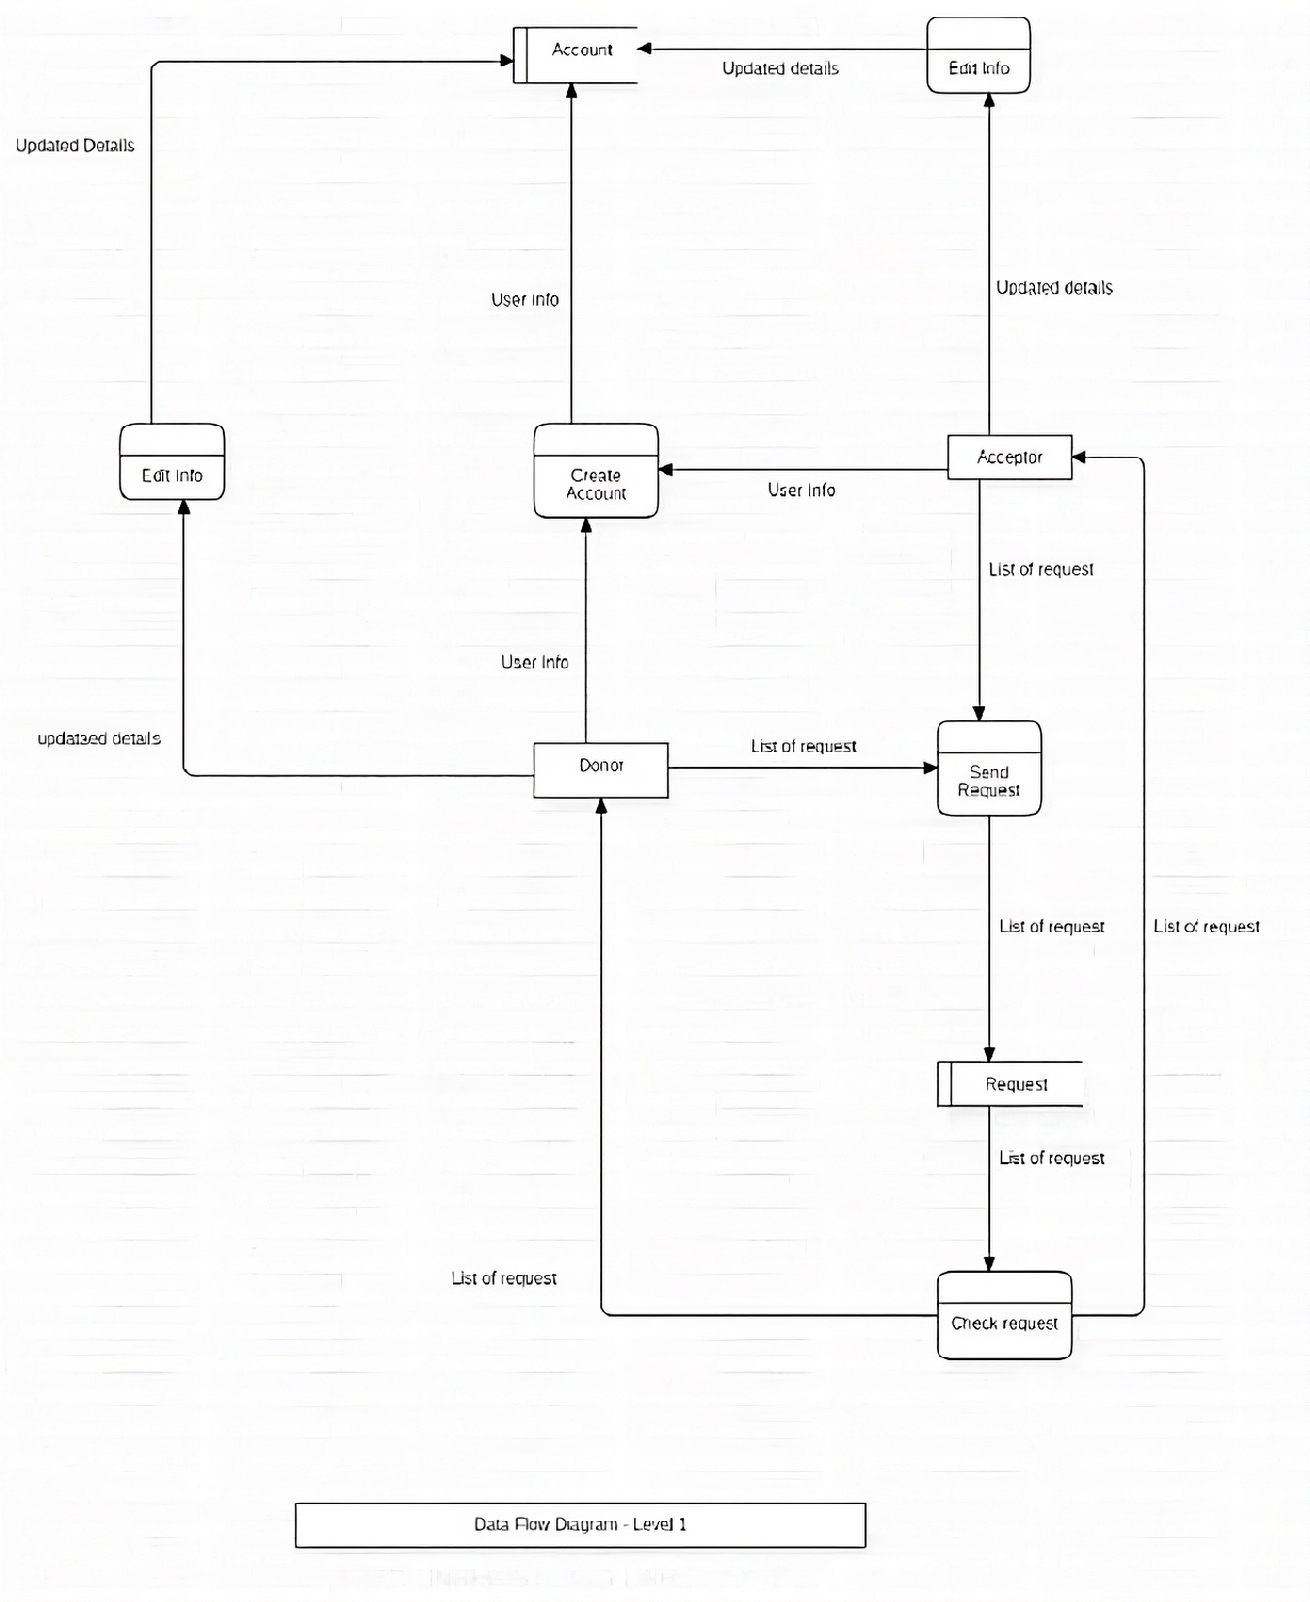 Account
Edit Info
Updated details
Updated Details
User info
Updated details
Edit Info
Create
Account
Acceptor
User Info
List of request
User Info
updataed details
Donor
List of request
Send
Request
List of request
List of request
Request
List of request
List of request
Check request
Data Flow Diagram - Level 1